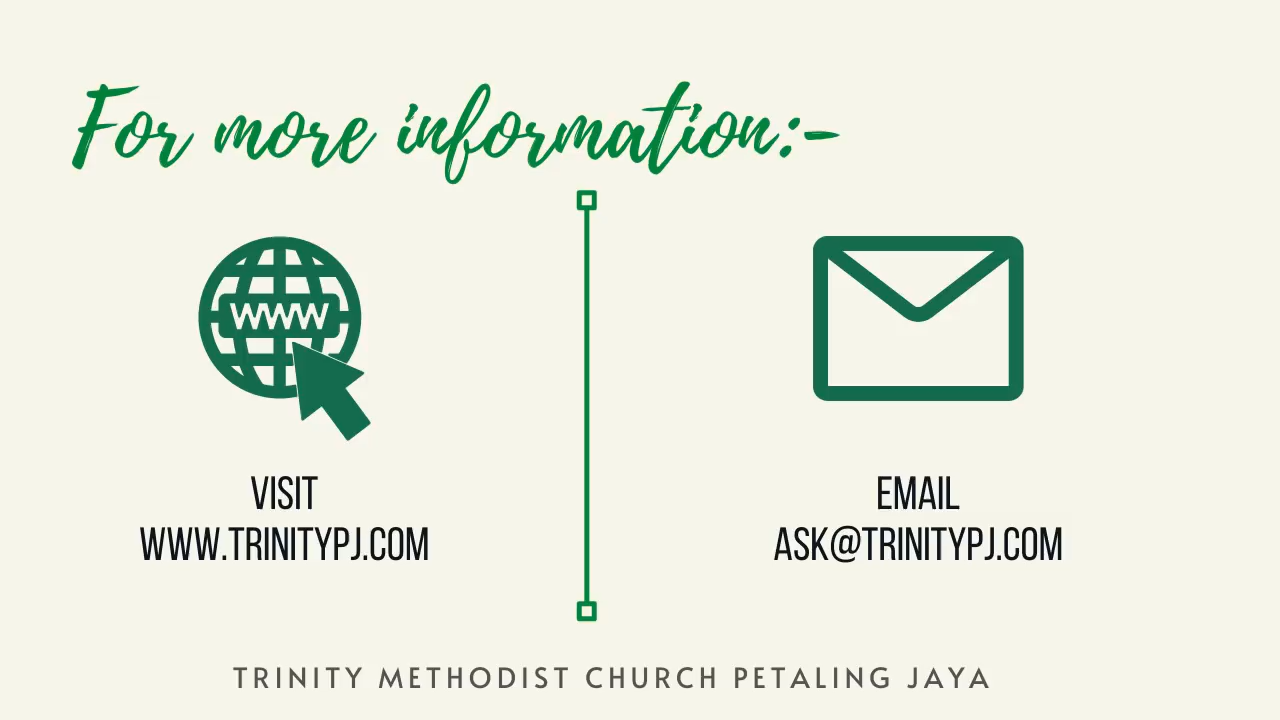 For more information:-
WWW
VISIT
WWW.TRINITYPJ.COM
EMAIL
ASK@TRINITYPJ.COM
TRINITY METHODIST CHURCH PETALING JAYA